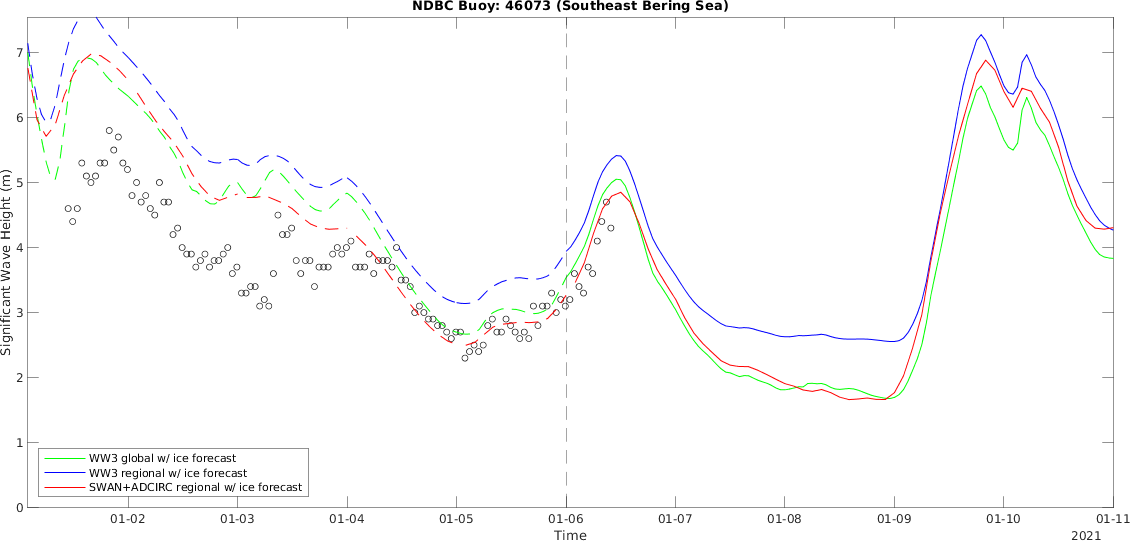 NDBC Buoy: 46073 (Southeast Bering Sea)
Significant Wave Height (m)
7
6
5
4
3
2
1
0
WW3 global w/ ice forecast
WW3 regional w/ ice forecast
SWAN+ADCIRC regional w/ ice forecast
01-02 01-03 01-04 01-05 01-06 01-07 01-08 01-09 01-10 01-11
Time
2021